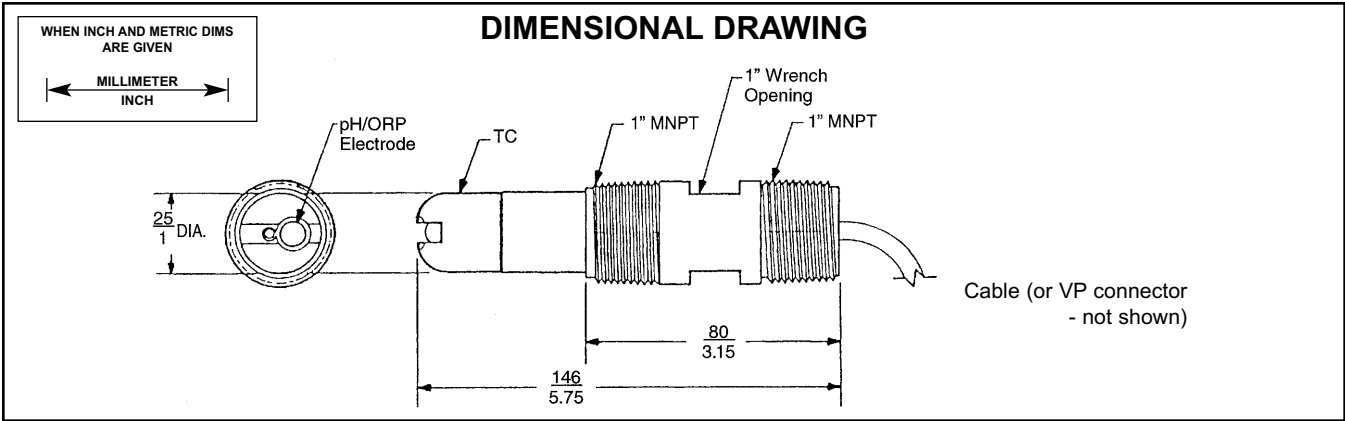 DIMENSIONAL DRAWING
WHEN INCH AND METRIC DIMS
ARE GIVEN
MILLIMETER
INCH
pH/ORP
Electrode
TC
1” MNPT
1” Wrench
Opening
1” MNPT
25
1
DIA.
Cable (or VP connector
- not shown)
80
3.15
146
5.75